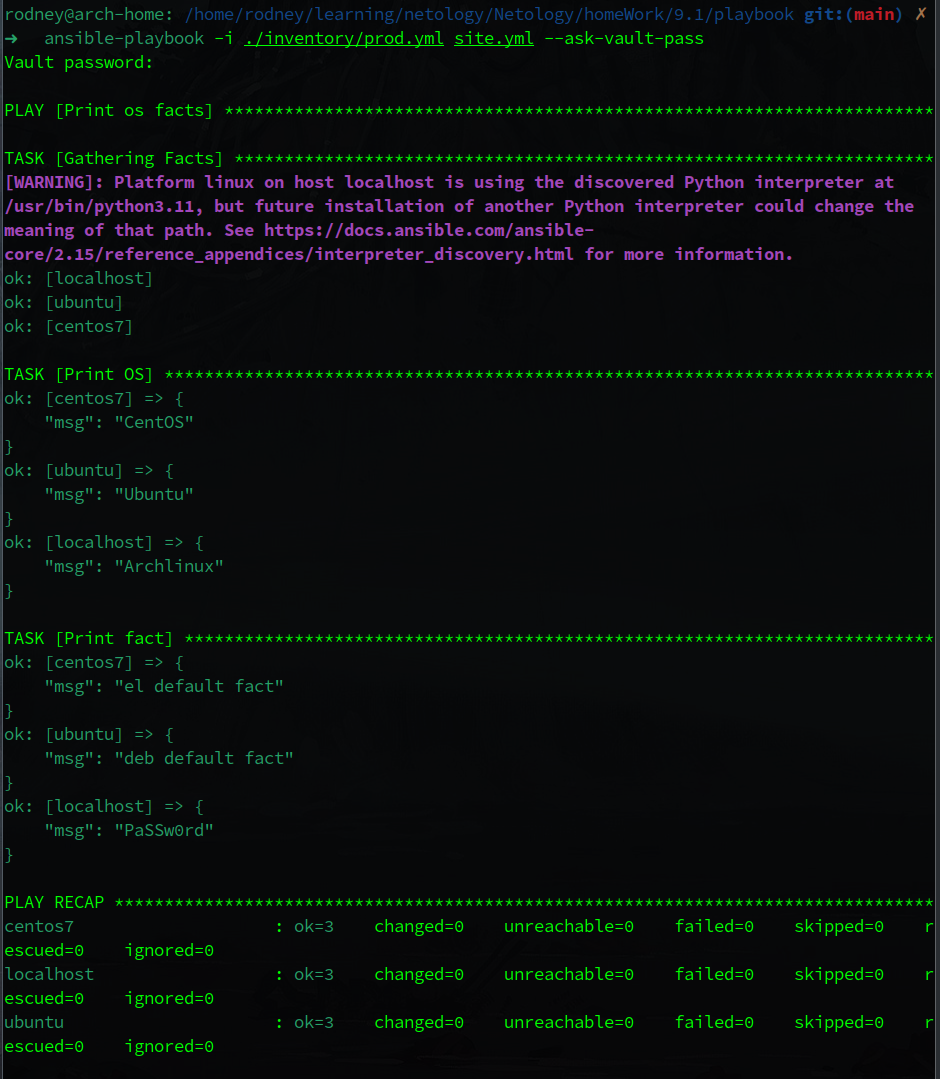 rodney@arch-home: /home/rodney/learning/netology/Netology/homeWork/9.1/playbook git:(main) ✗
➜  ansible-playbook -i ./inventory/prod.yml site.yml --ask-vault-pass
Vault password:
PLAY [Print os facts] ***********************************************************************
TASK [Gathering Facts] **********************************************************************
[WARNING]: Platform linux on host localhost is using the discovered Python interpreter at
/usr/bin/python3.11, but future installation of another Python interpreter could change the
meaning of that path. See https://docs.ansible.com/ansible-
core/2.15/reference_appendices/interpreter_discovery.html for more information.
ok: [localhost]
ok: [ubuntu]
ok: [centos7]
TASK [Print OS] *****************************************************************************
ok: [centos7] => {
    "msg": "CentOS"
}
ok: [ubuntu] => {
    "msg": "Ubuntu"
}
ok: [localhost] => {
    "msg": "Archlinux"
}
TASK [Print fact] ***************************************************************************
ok: [centos7] => {
    "msg": "el default fact"
}
ok: [ubuntu] => {
    "msg": "deb default fact"
}
ok: [localhost] => {
    "msg": "PaSSw0rd"
}
PLAY RECAP **********************************************************************************
centos7                    : ok=3    changed=0    unreachable=0    failed=0    skipped=0    r
escued=0    ignored=0
localhost                  : ok=3    changed=0    unreachable=0    failed=0    skipped=0    r
escued=0    ignored=0
ubuntu                     : ok=3    changed=0    unreachable=0    failed=0    skipped=0    r
escued=0    ignored=0